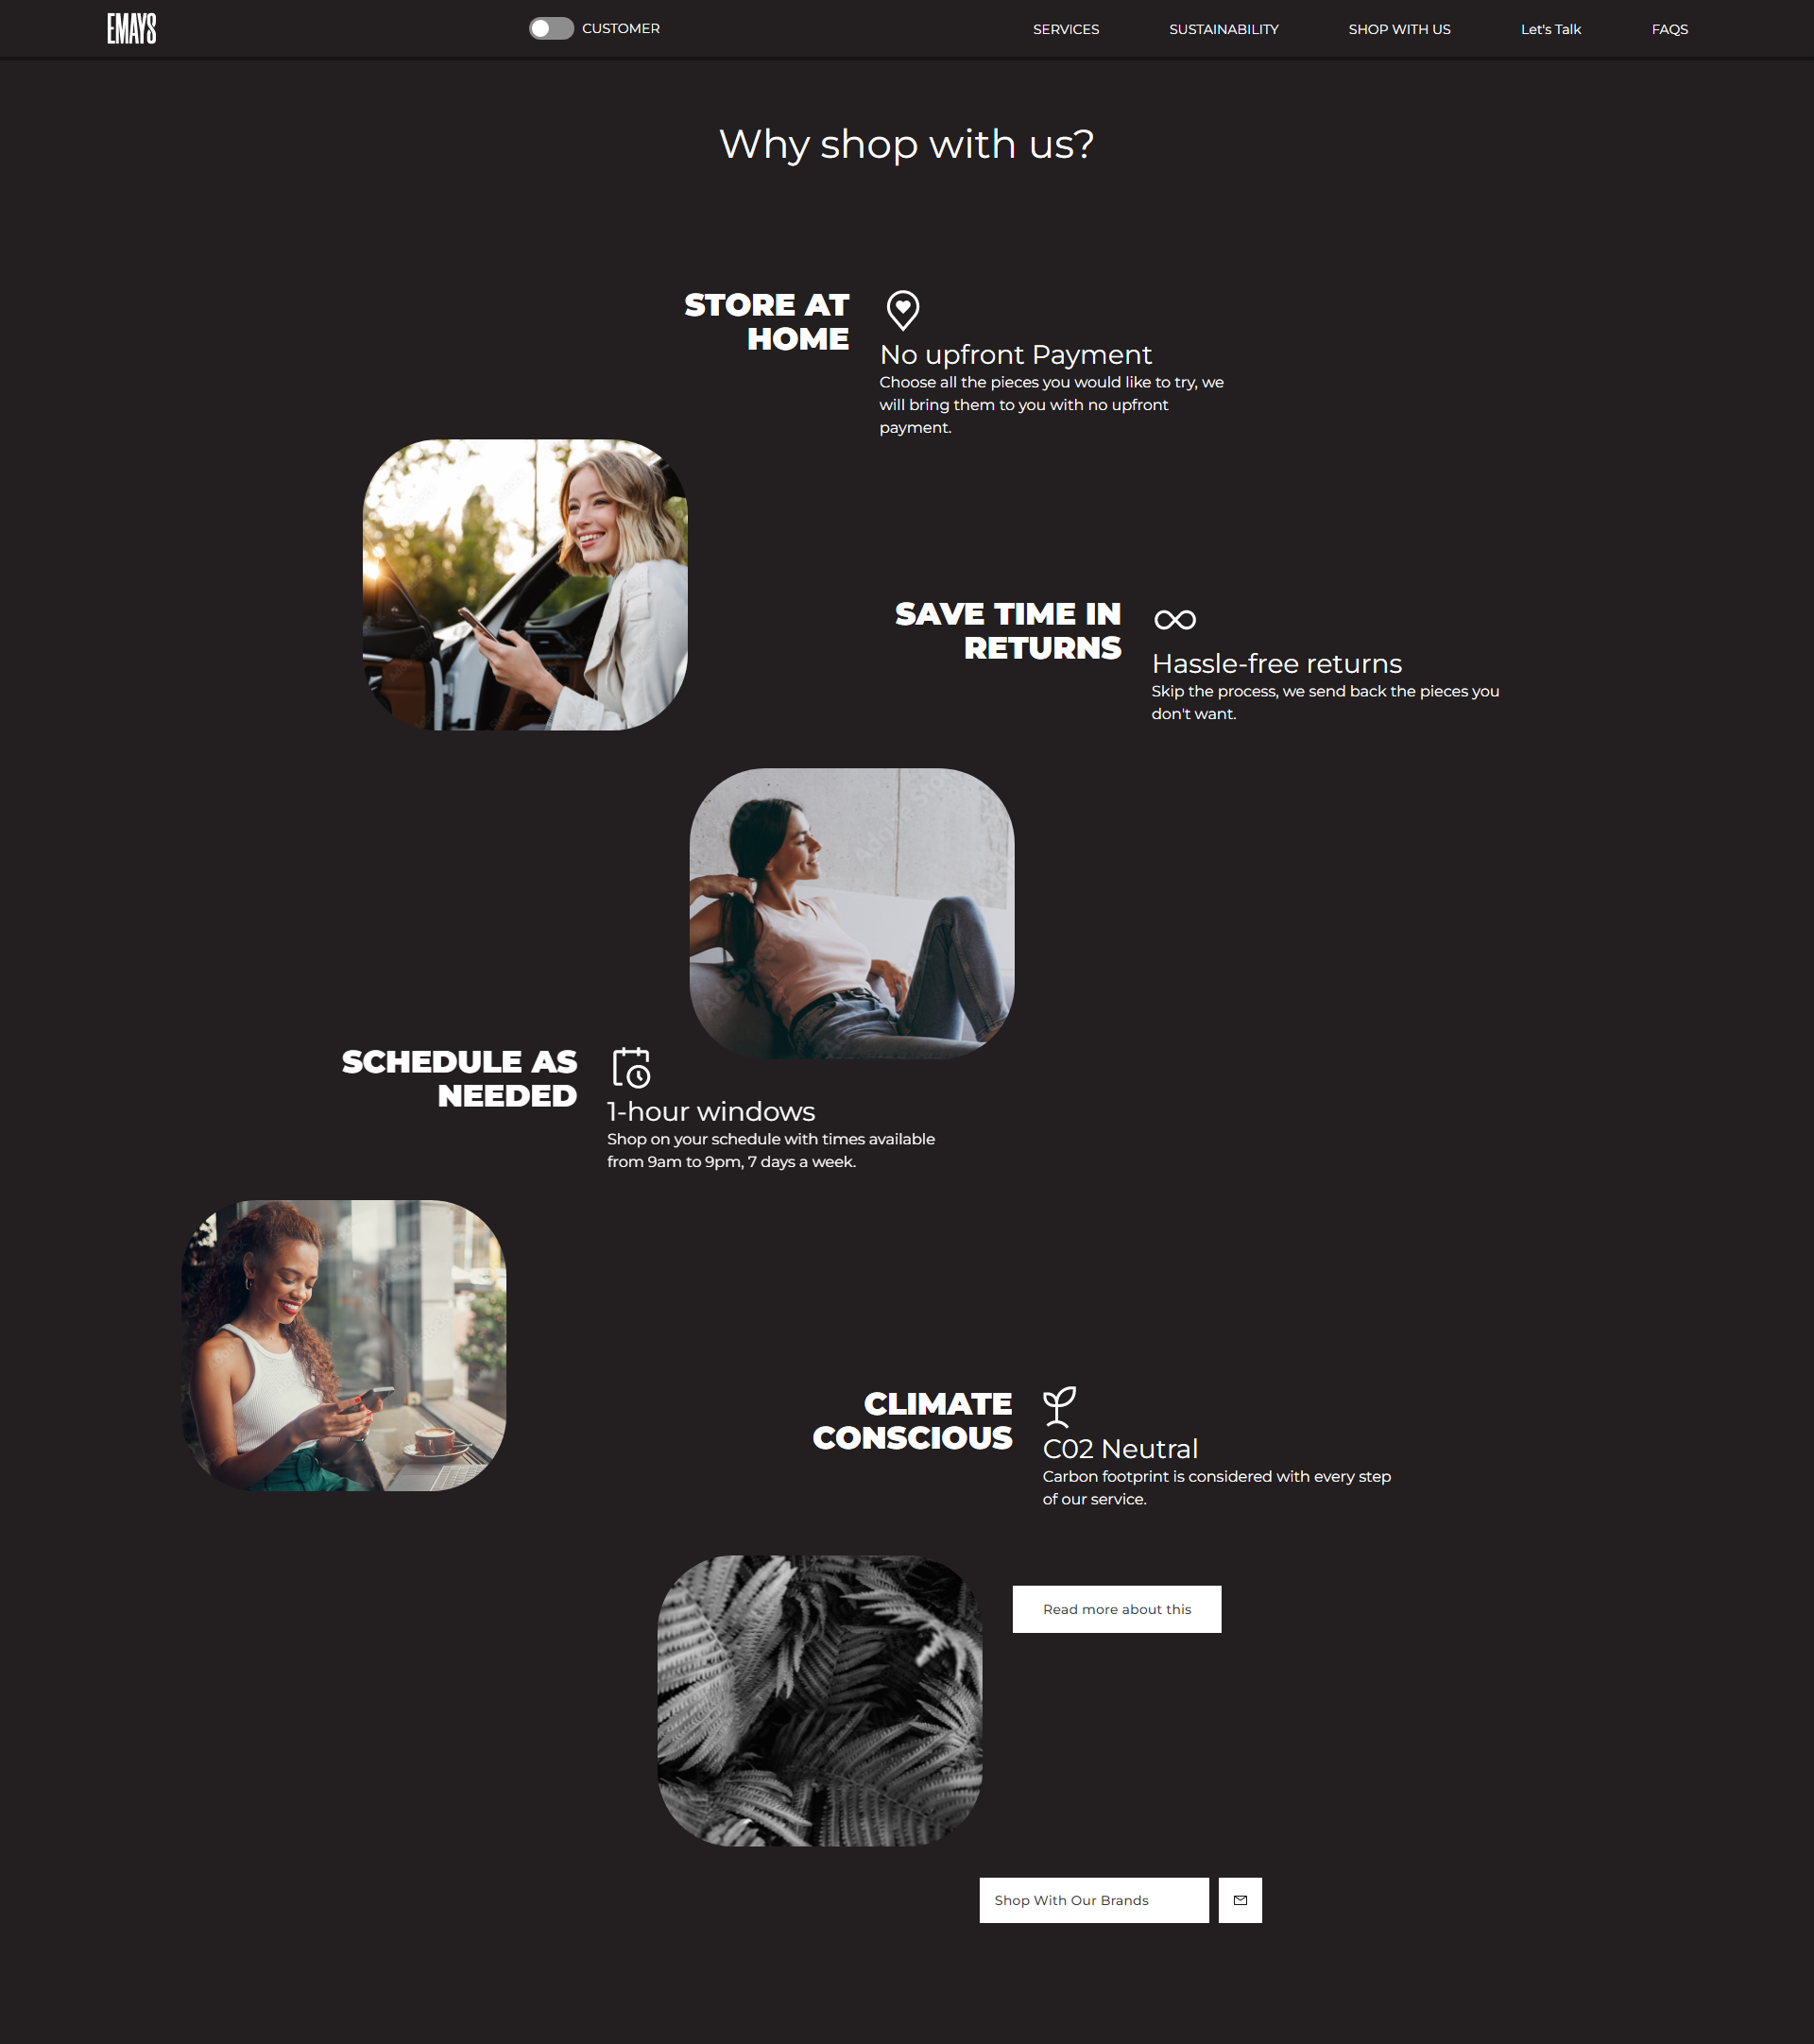 EMAYS
CUSTOMER
SERVICES
SUSTAINABILITY
SHOP WITH US
Let's Talk
FAQS
Why shop with us?
STORE AT
HOME
No upfront Payment
Choose all the pieces you would like to try, we
will bring them to you with no upfront
payment.
SAVE TIME IN
RETURNS
Hassle-free returns
Skip the process, we send back the pieces you
don't want.
SCHEDULE AS
NEEDED
1-hour windows
Shop on your schedule with times available
from 9am to 9pm, 7 days a week.
CLIMATE
CONSCIOUS
C02 Neutral
Carbon footprint is considered with every step
of our service.
Read more about this
Shop With Our Brands